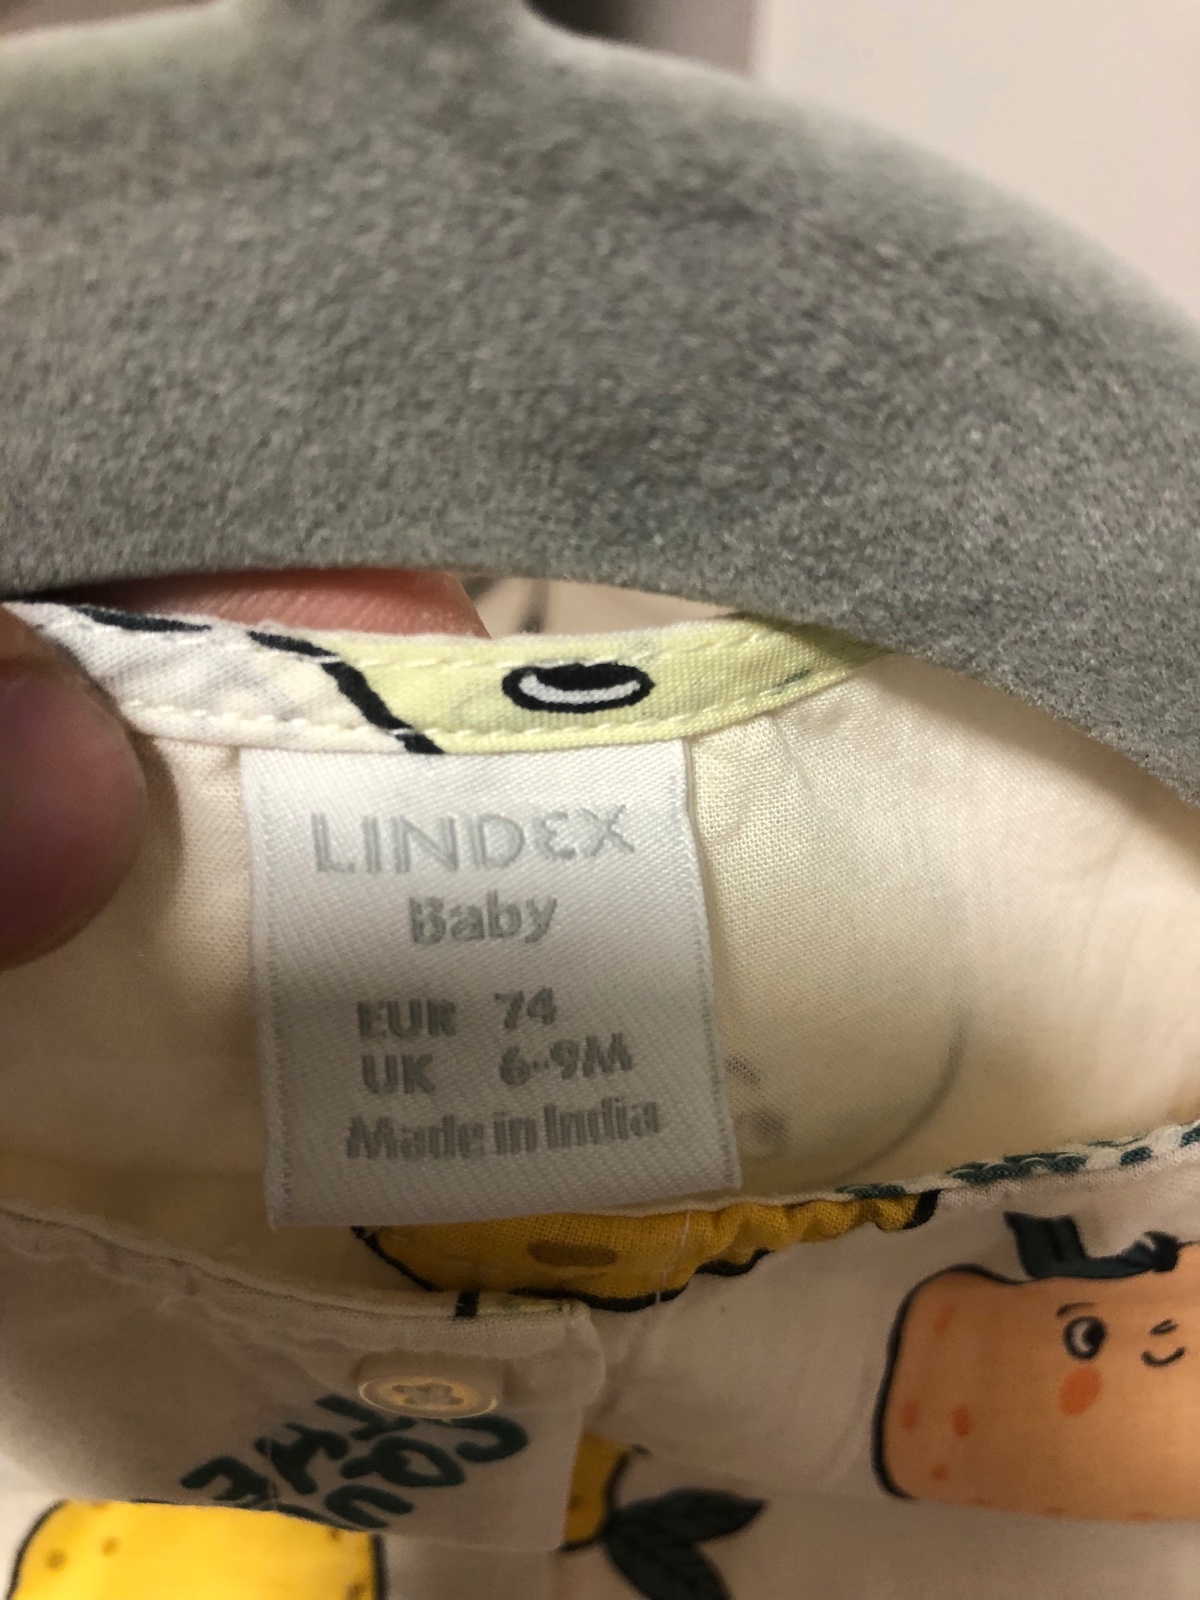 LINDEX
Baby
EUR 74
UK 6-9M
Made in India